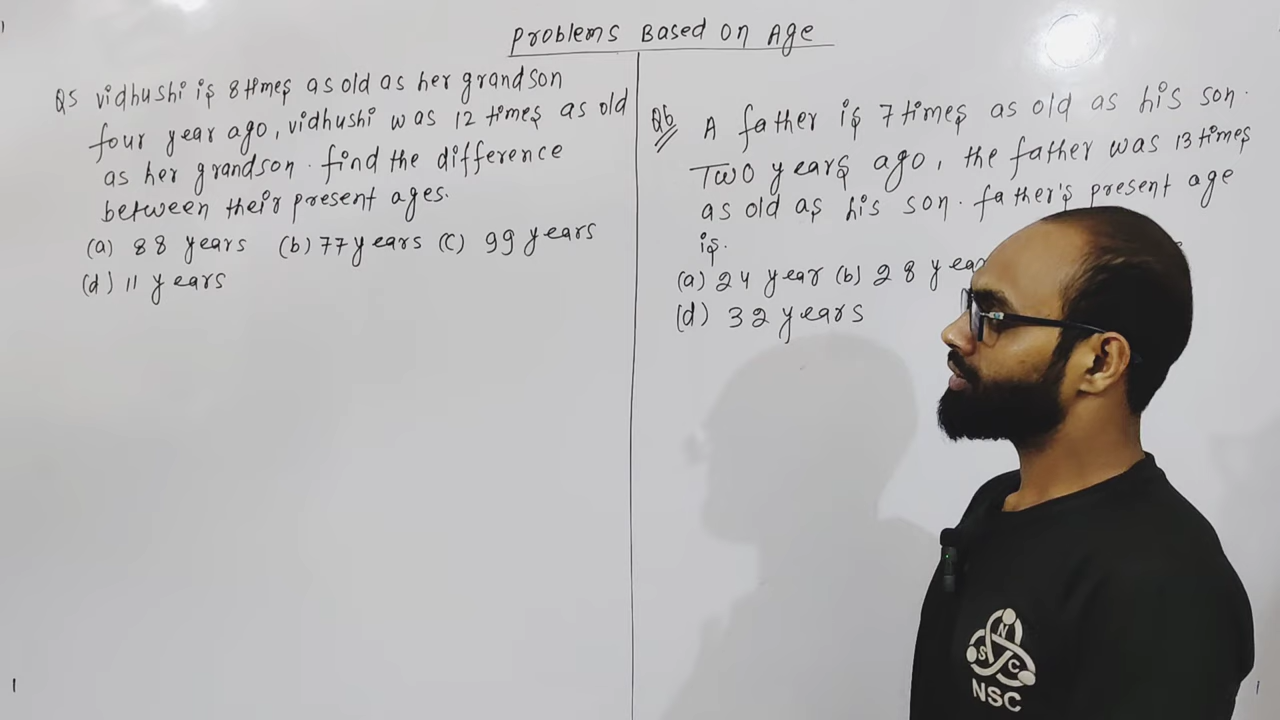 Problems Based On Age
Q5 vidhushi is 8 times as old as her grandson
four year ago, vidhushi was 12 times as old
as her grandson. find the difference
between their present ages.
(a) 88 years (b) 77 years (c) 99 years
(d) 11 years
Q6 A father is 7 times as old as his son.
Two years ago, the father was 13 times
as old as his son. father's present age
is.
(a) 24 year (b) 28 year
(d) 32 years
N
S C
NSC